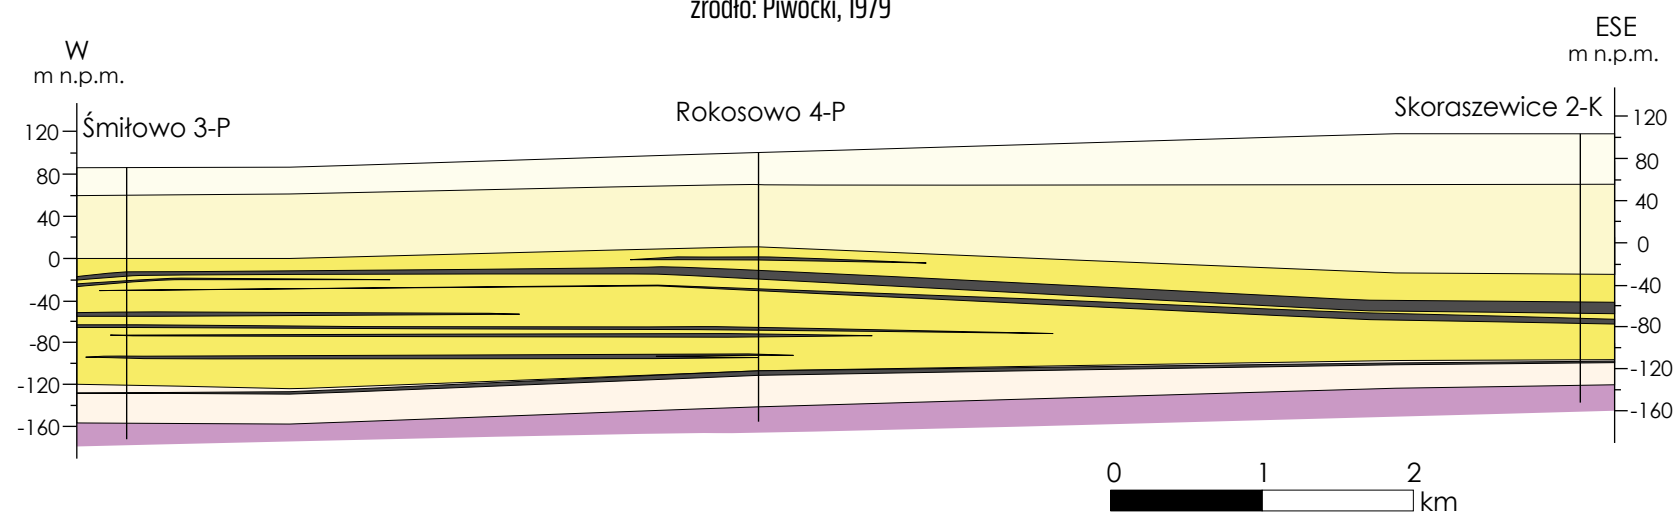 źródło: Piwocki, 1979
W
m n.p.m.
ESE
m n.p.m.
Śmiłowo 3-P
Rokosowo 4-P
Skoraszewice 2-K
120
80
40
0
-40
-80
-120
-160
120
80
40
0
-40
-80
-120
-160
0 1 2
km